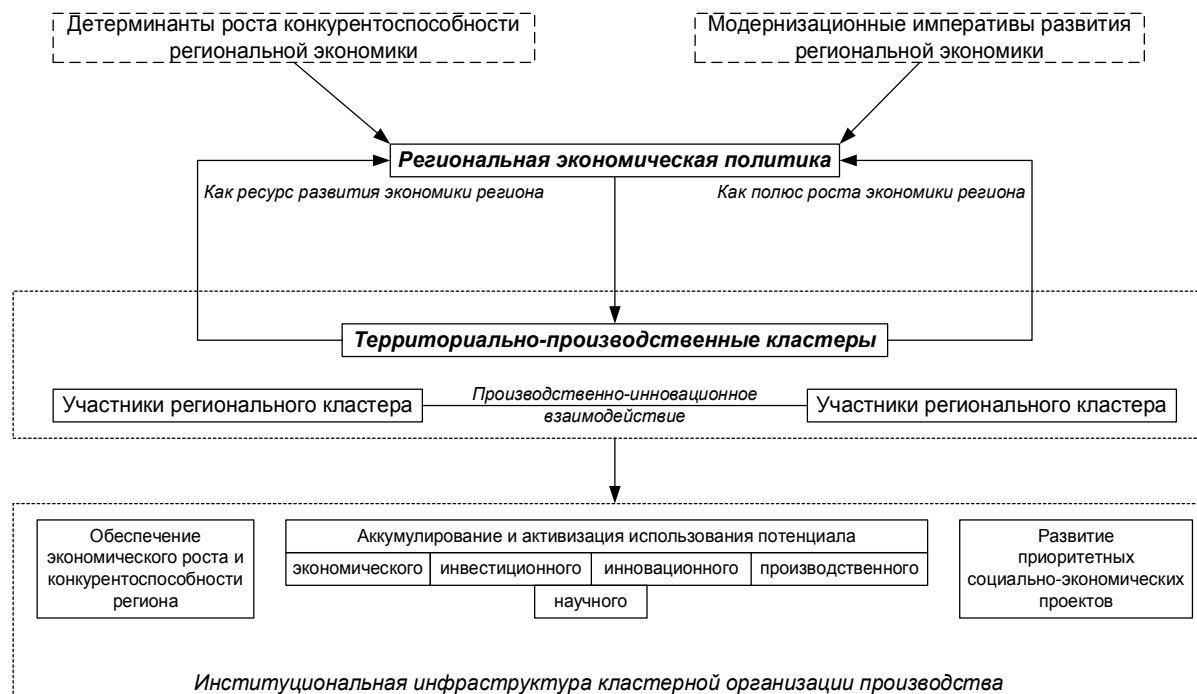 Детерминанты роста конкурентоспособности
региональной экономики
Модернизационные императивы развития
региональной экономики
Региональная экономическая политика
Как ресурс развития экономики региона
Как полюс роста экономики региона
Территориально-производственные кластеры
Участники регионального кластера
Производственно-инновационное
взаимодействие
Участники регионального кластера
Обеспечение
экономического роста и
конкурентоспособности
региона
Аккумулирование и активизация использования потенциала
экономического
инвестиционного
инновационного
производственного
научного
Развитие
приоритетных
социально-экономических
проектов
Институциональная инфраструктура кластерной организации производства